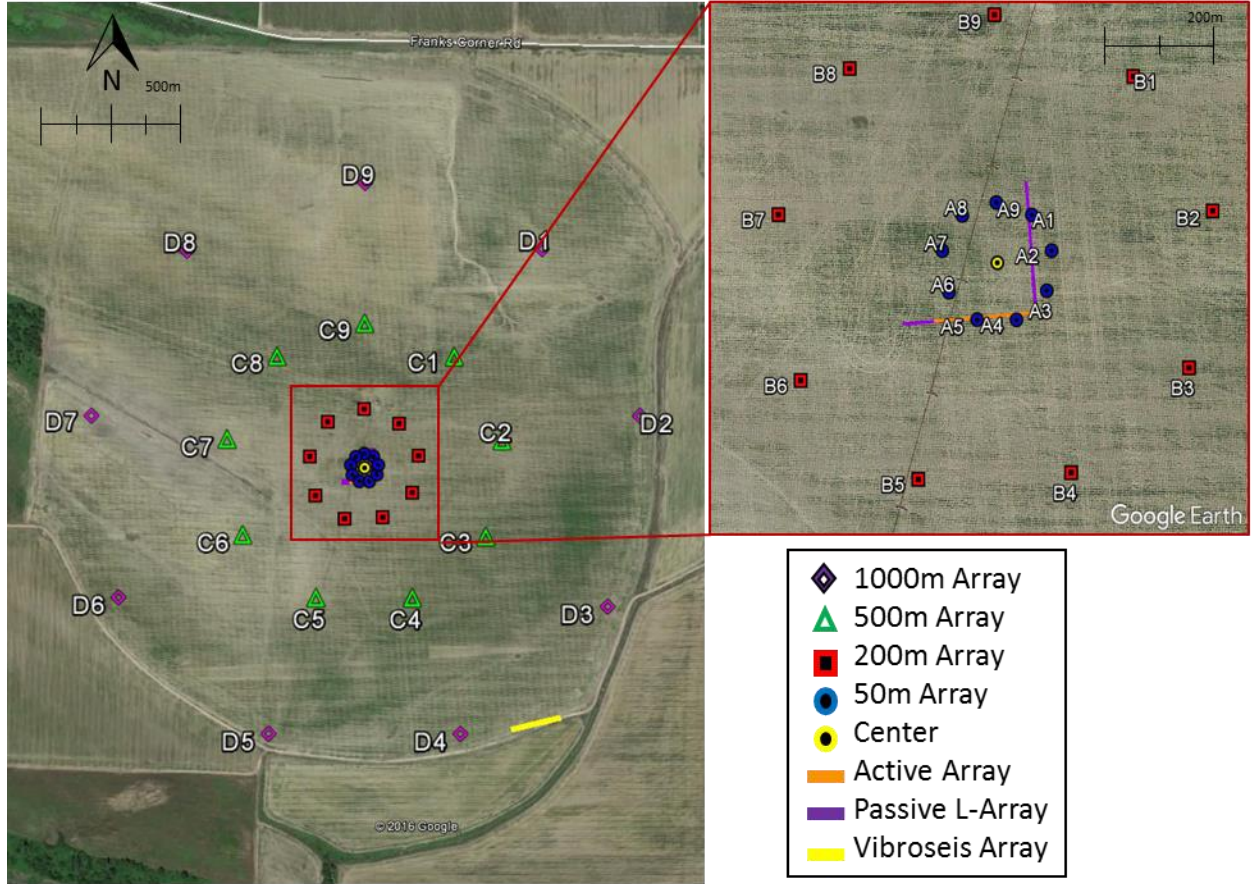 Franks Corner Rd
N
500m
D9
D8
D1
C9
C8
C1
D7
D2
C7
C2
C6
C3
D6
D3
C5
C4
D5
D4
© 2016 Google
B9
200m
B8
B1
B7
B2
A8
A9
A1
A7
A2
A6
A3
A5
A4
B6
B3
B5
B4
Google Earth
1000m Array
500m Array
200m Array
50m Array
Center
Active Array
Passive L-Array
Vibroseis Array